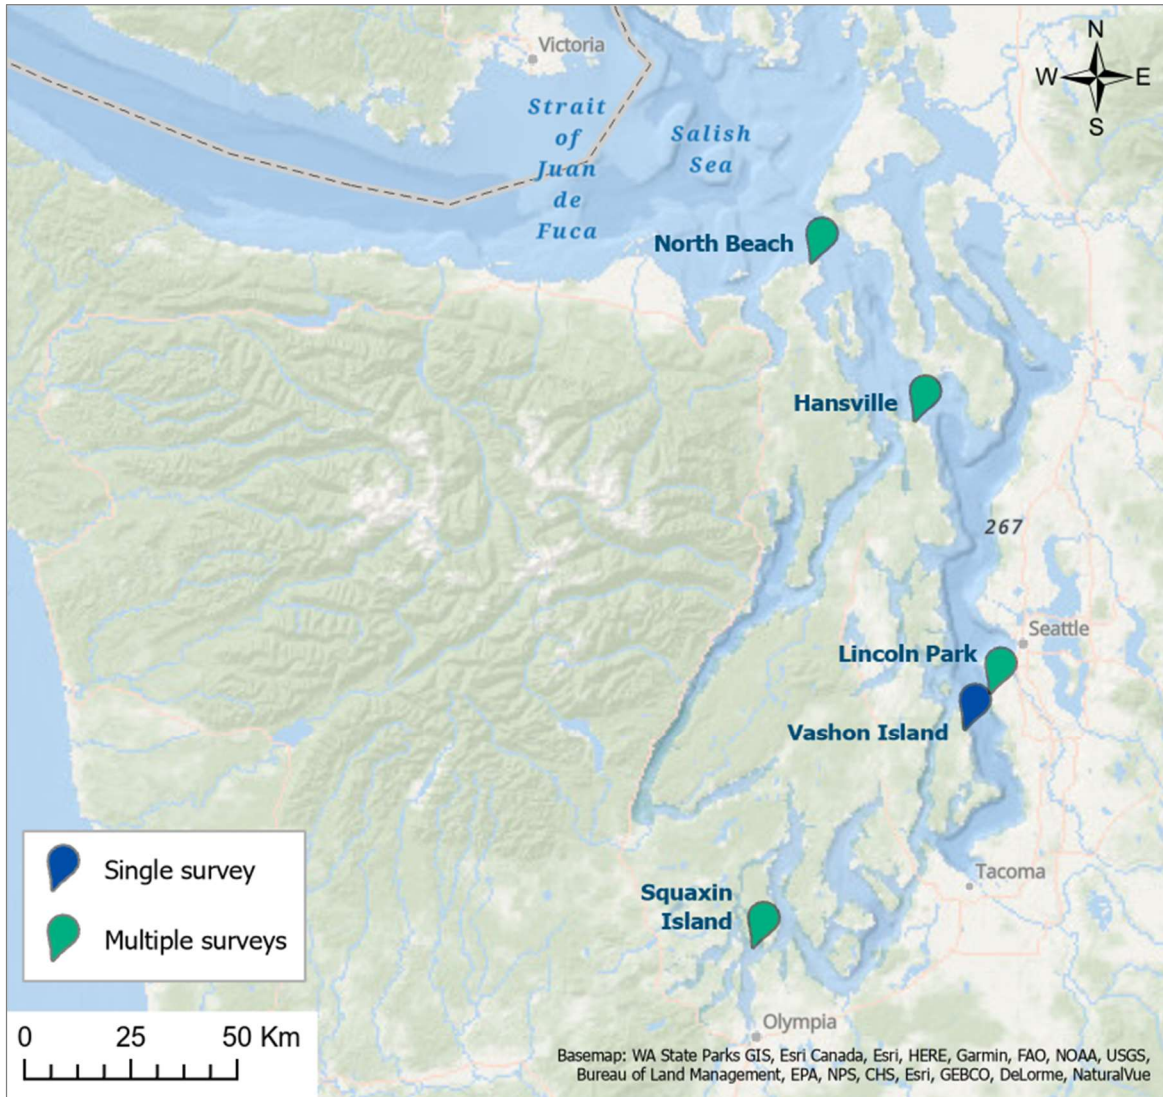 N
Victoria
W
E
S
Strait
of
Juan
de
Fuca
Salish
Sea
North Beach
Hansville
267
Seattle
Lincoln Park
Vashon Island
Tacoma
Squaxin
Island
Olympia
Single survey
Multiple surveys
0 25 50 Km
Basemap: WA State Parks GIS, Esri Canada, Esri, HERE, Garmin, FAO, NOAA, USGS,
Bureau of Land Management, EPA, NPS, CHS, Esri, GEBCO, DeLorme, NaturalVue